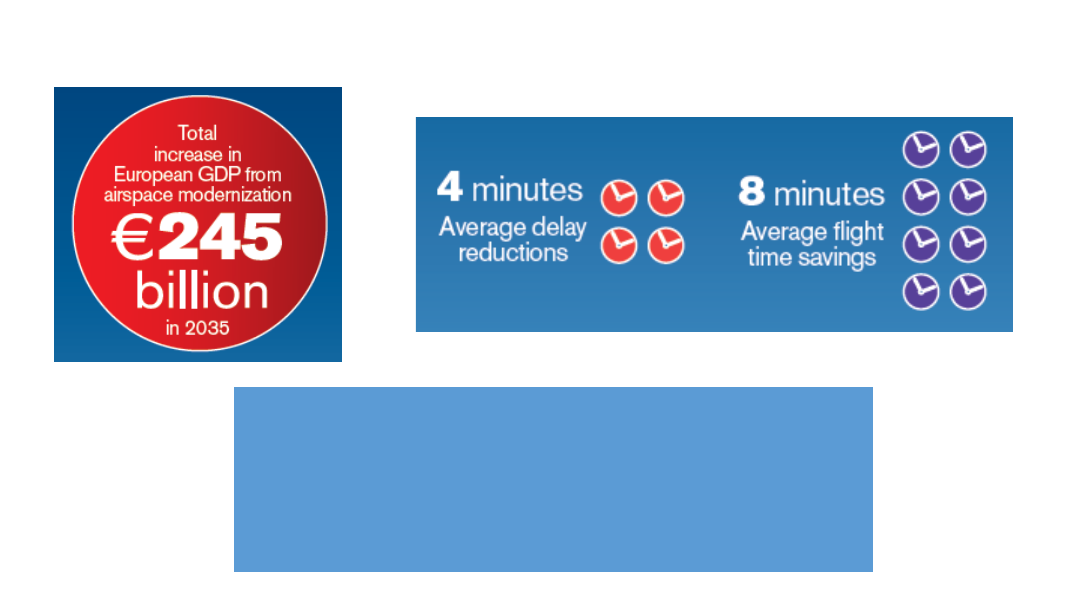 Total
increase in
European GDP from
airspace modernization
€245
billion
in 2035
4 minutes
Average delay
reductions
8 minutes
Average flight
time savings